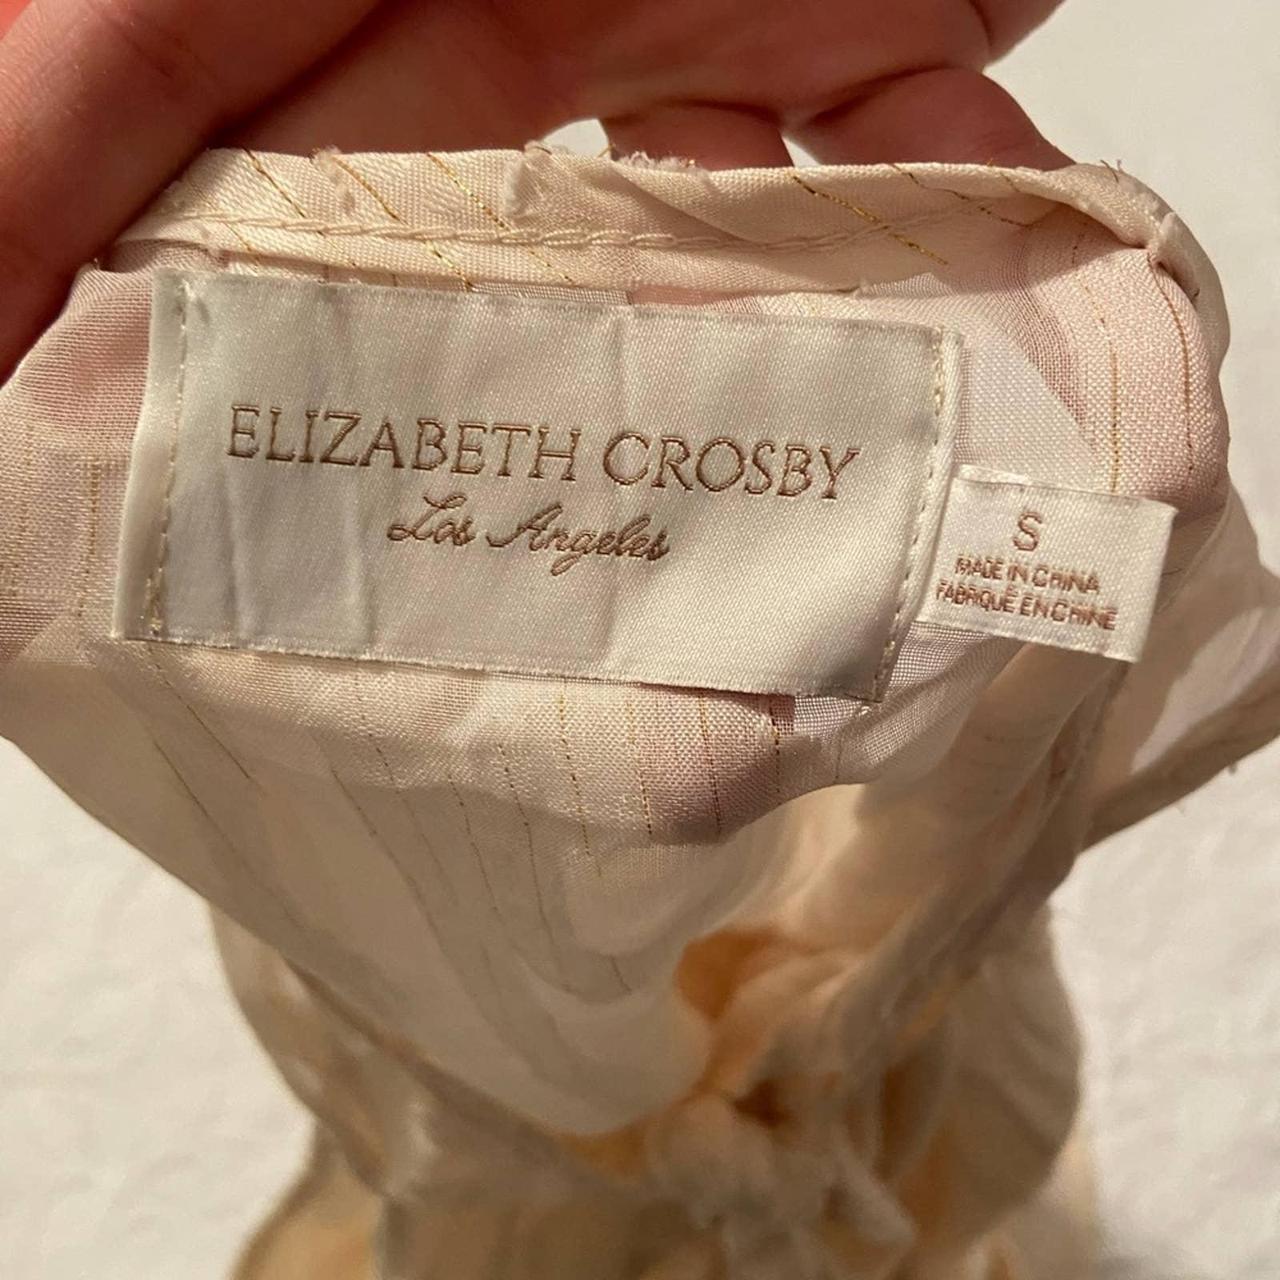 ELIZABETH CROSBY
Los Angeles
S
MADE IN CHINA
FABRIQUÉ EN CHINE